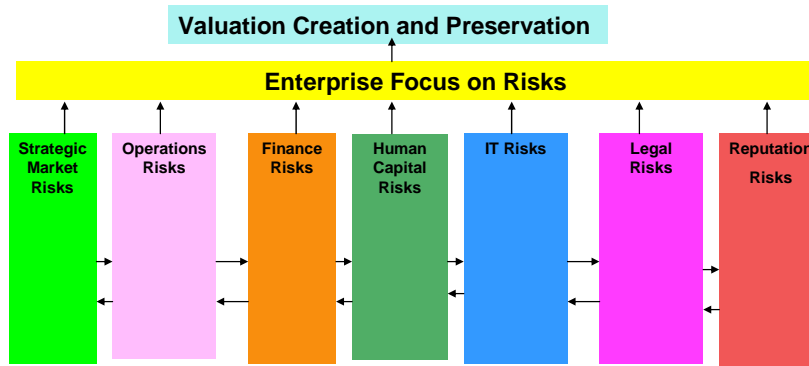 Valuation Creation and Preservation
Enterprise Focus on Risks
Strategic
Market
Risks
Operations
Risks
Finance
Risks
Human
Capital
Risks
IT Risks
Legal
Risks
Reputation
Risks